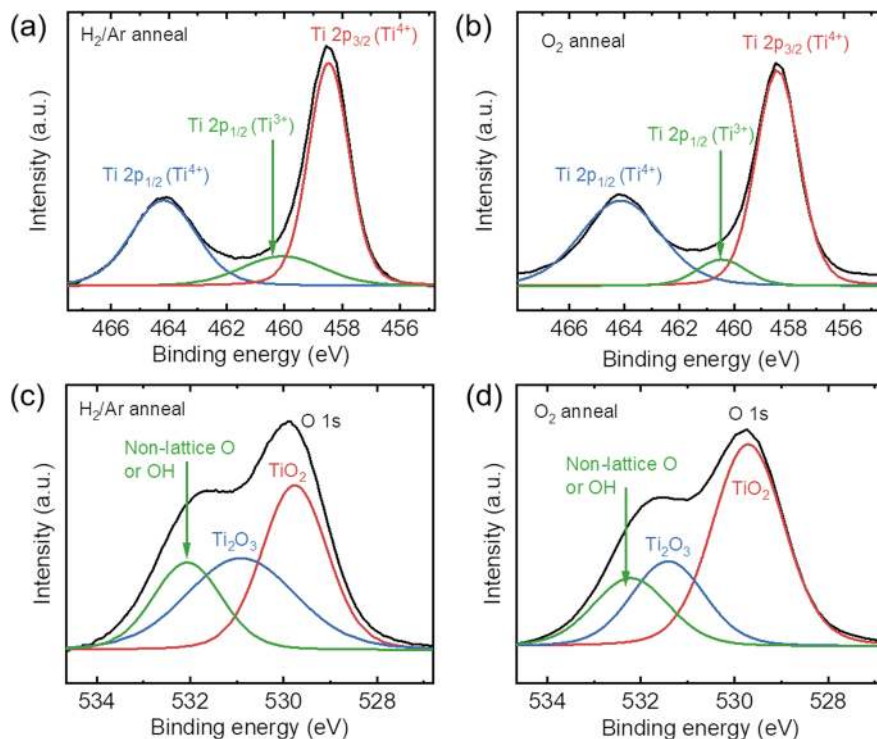 (a)
H₂/Ar anneal
Ti 2p₃/₂ (Ti⁴⁺)
Ti 2p₁/₂ (Ti³⁺)
Ti 2p₁/₂ (Ti⁴⁺)
Intensity (a.u.)
466 464 462 460 458 456
Binding energy (eV)
(b)
O₂ anneal
Ti 2p₃/₂ (Ti⁴⁺)
Ti 2p₁/₂ (Ti³⁺)
Ti 2p₁/₂ (Ti⁴⁺)
Intensity (a.u.)
466 464 462 460 458 456
Binding energy (eV)
(c)
H₂/Ar anneal
O 1s
Non-lattice O
or OH
TiO₂
Ti₂O₃
Intensity (a.u.)
534 532 530 528
Binding energy (eV)
(d)
O₂ anneal
O 1s
Non-lattice O
or OH
TiO₂
Ti₂O₃
Intensity (a.u.)
534 532 530 528
Binding energy (eV)